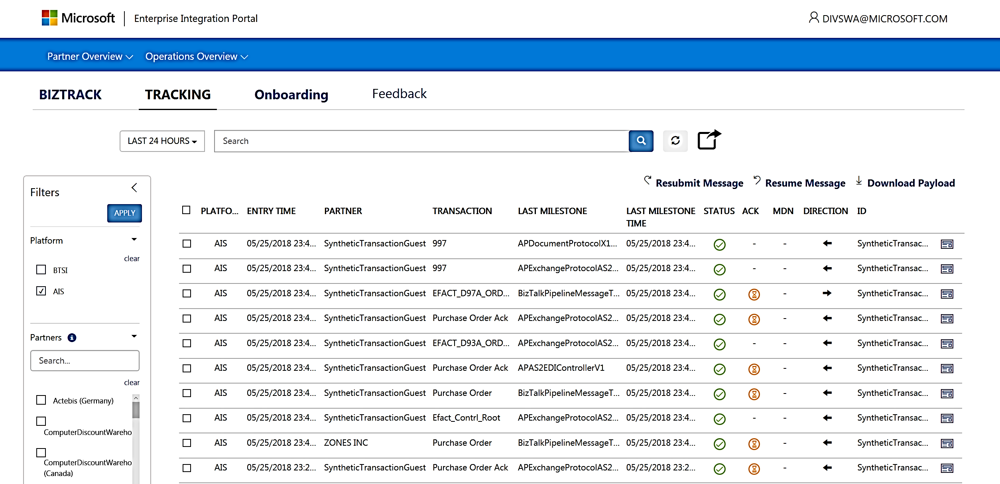 Microsoft | Enterprise Integration Portal
DIVSWA@MICROSOFT.COM
Partner Overview Operations Overview
BIZTRACK TRACKING Onboarding Feedback
LAST 24 HOURS Search
Resubmit Message Resume Message Download Payload
Filters
APPLY
Platform
clear
BTSI
AIS
Partners
Search...
clear
Actebis (Germany)
ComputerDiscountWareho
ComputerDiscountWareho
(Canada)
PLATFO... ENTRY TIME PARTNER TRANSACTION LAST MILESTONE LAST MILESTONE TIME STATUS ACK MDN DIRECTION ID
AIS 05/25/2018 23:4... SyntheticTransactionGuest 997 APDocumentProtocolX1... 05/25/2018 23:4... - - SyntheticTransac...
AIS 05/25/2018 23:4... SyntheticTransactionGuest 997 APExchangeProtocolAS2... 05/25/2018 23:4... - - SyntheticTransac...
AIS 05/25/2018 23:4... SyntheticTransactionGuest EFACT_D97A_ORD... BizTalkPipelineMessageT... 05/25/2018 23:4... - SyntheticTransac...
AIS 05/25/2018 23:4... SyntheticTransactionGuest Purchase Order Ack APExchangeProtocolAS2... 05/25/2018 23:4... - SyntheticTransac...
AIS 05/25/2018 23:4... SyntheticTransactionGuest EFACT_D93A_ORD... APExchangeProtocolAS2... 05/25/2018 23:4... - - SyntheticTransac...
AIS 05/25/2018 23:4... SyntheticTransactionGuest Purchase Order Ack APAS2EDIControllerV1 05/25/2018 23:4... - SyntheticTransac...
AIS 05/25/2018 23:4... SyntheticTransactionGuest Purchase Order BizTalkPipelineMessageT... 05/25/2018 23:4... - SyntheticTransac...
AIS 05/25/2018 23:4... SyntheticTransactionGuest Efact_Contrl_Root APExchangeProtocolAS2... 05/25/2018 23:4... - - SyntheticTransac...
AIS 05/25/2018 23:4... ZONES INC Purchase Order BizTalkPipelineMessageT... 05/25/2018 23:4... - SyntheticTransac...
AIS 05/25/2018 23:2... SyntheticTransactionGuest Purchase Order Ack APExchangeProtocolAS2... 05/25/2018 23:2... - SyntheticTransac...